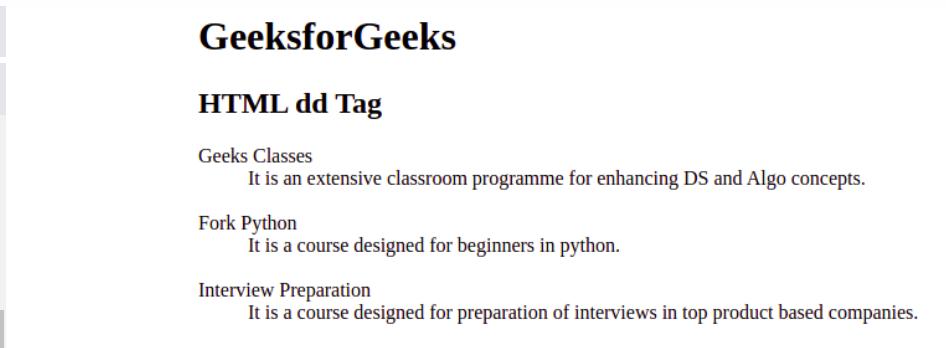 GeeksforGeeks
HTML dd Tag
Geeks Classes
It is an extensive classroom programme for enhancing DS and Algo concepts.
Fork Python
It is a course designed for beginners in python.
Interview Preparation
It is a course designed for preparation of interviews in top product based companies.